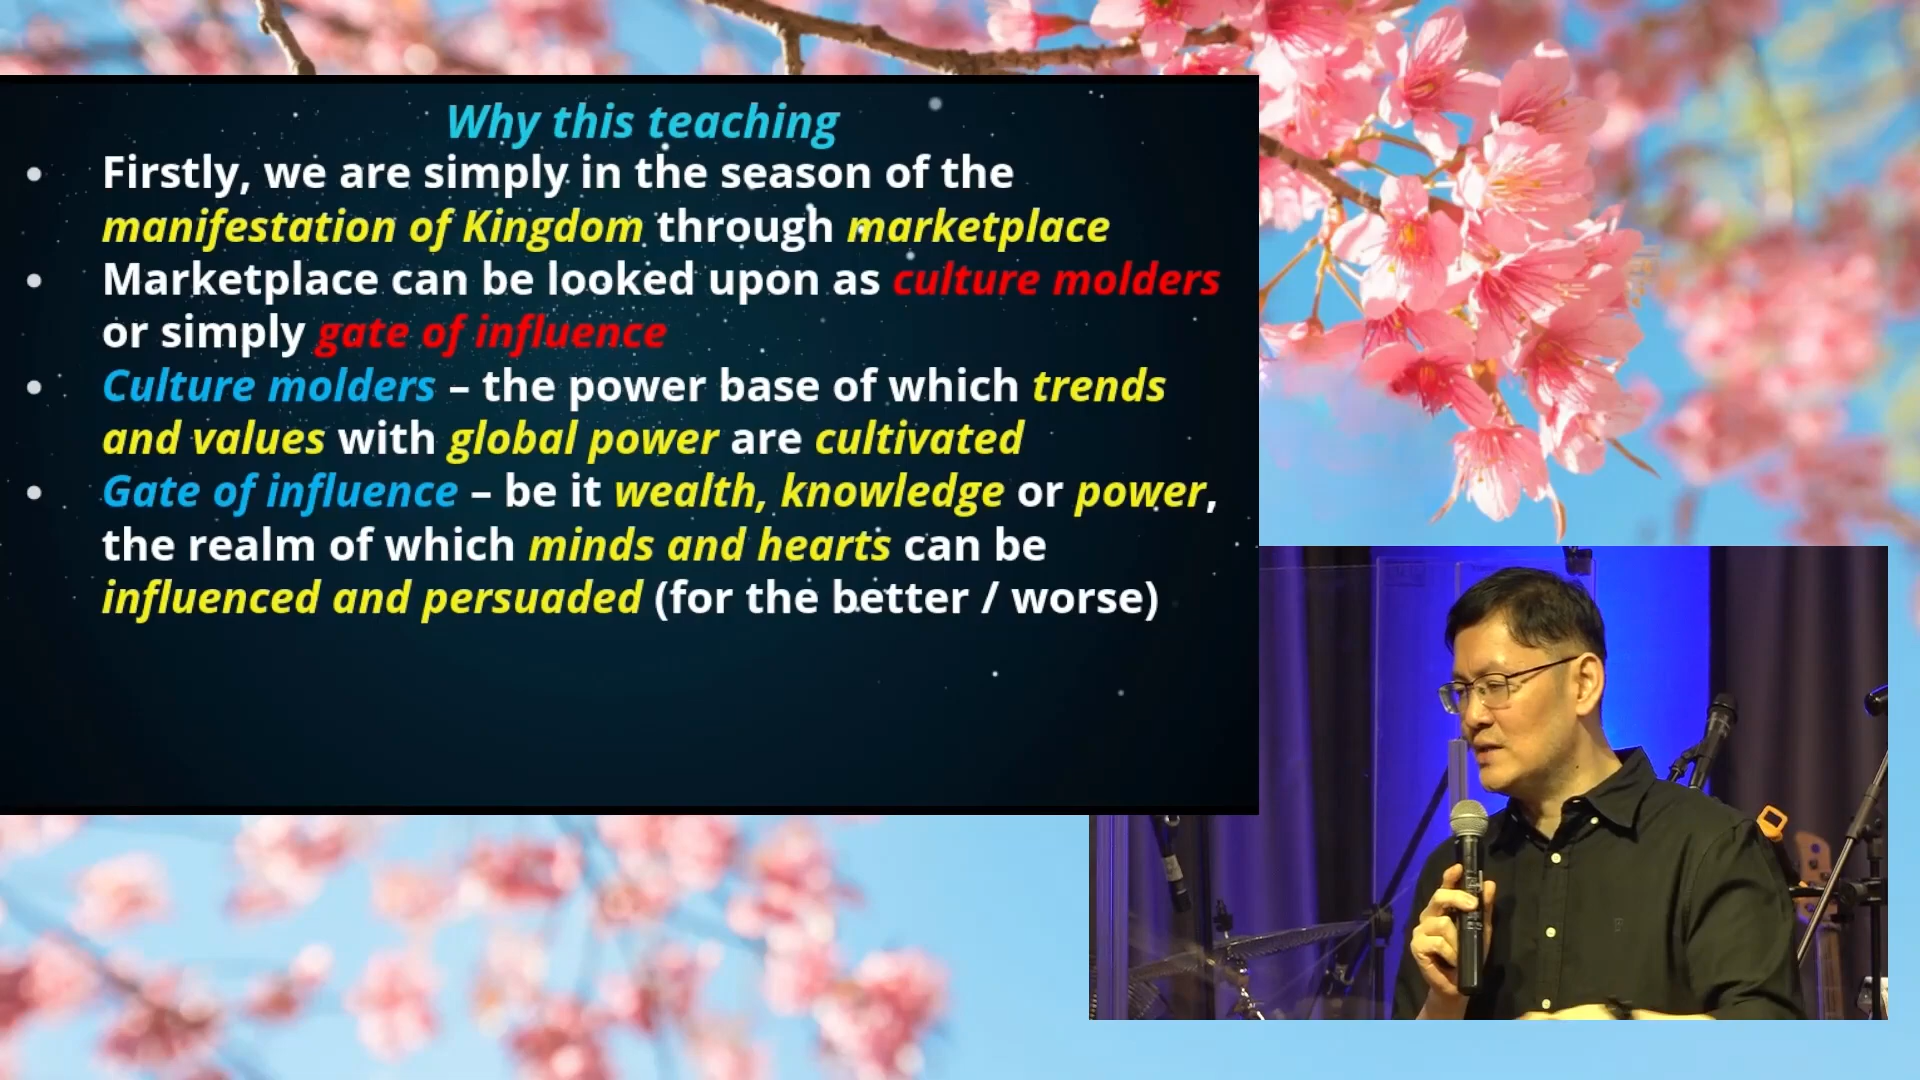 Why this teaching
• Firstly, we are simply in the season of the
manifestation of Kingdom through marketplace
• Marketplace can be looked upon as culture molders
or simply gate of influence
• Culture molders – the power base of which trends
and values with global power are cultivated
• Gate of influence – be it wealth, knowledge or power,
the realm of which minds and hearts can be
influenced and persuaded (for the better / worse)